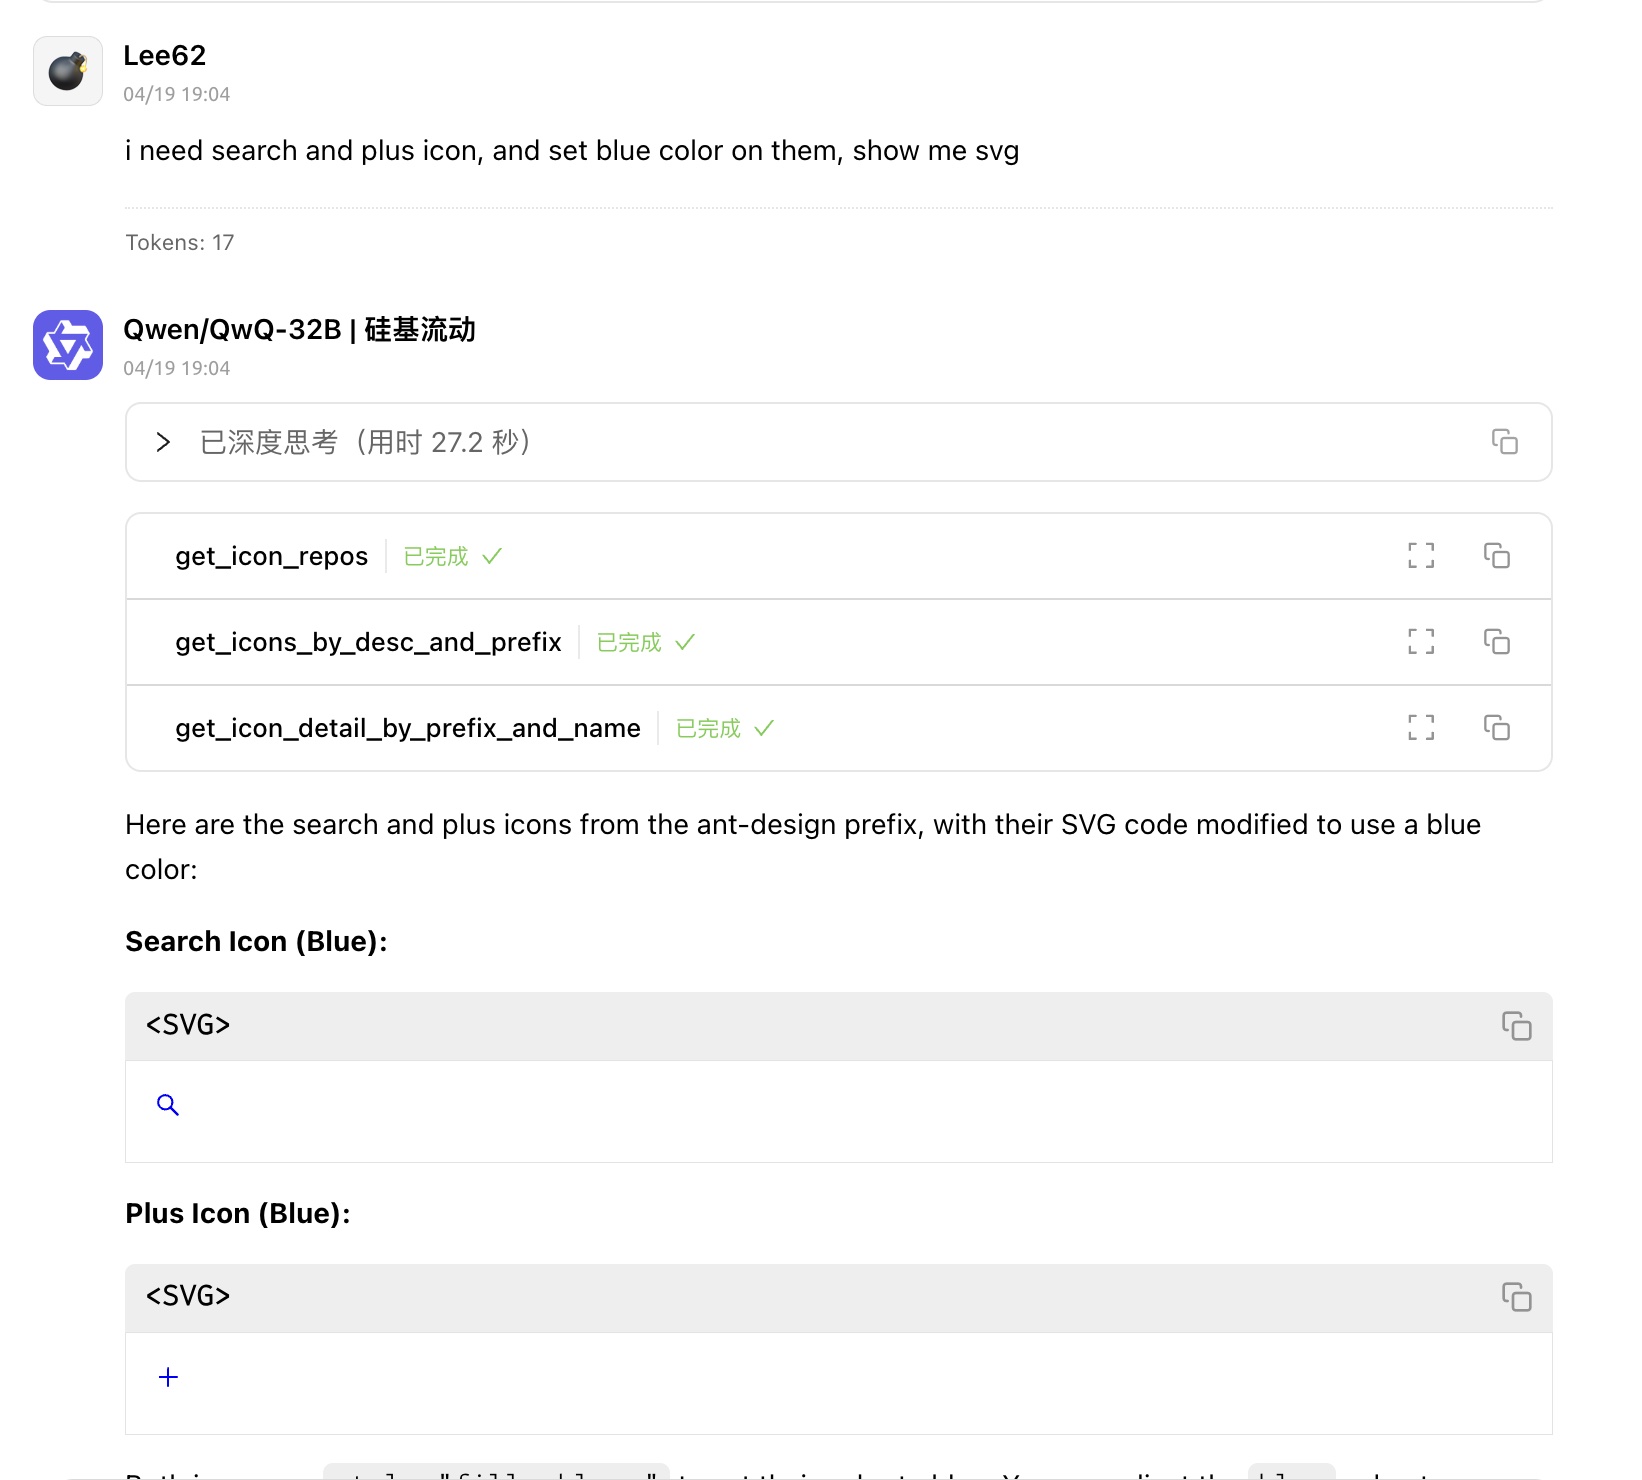 Lee62
04/19 19:04
i need search and plus icon, and set blue color on them, show me svg
Tokens: 17
Qwen/QwQ-32B | 硅基流动
04/19 19:04
已深度思考（用时 27.2 秒）
get_icon_repos 已完成
get_icons_by_desc_and_prefix 已完成
get_icon_detail_by_prefix_and_name 已完成
Here are the search and plus icons from the ant-design prefix, with their SVG code modified to use a blue
color:
Search Icon (Blue):
<SVG>
Plus Icon (Blue):
<SVG>